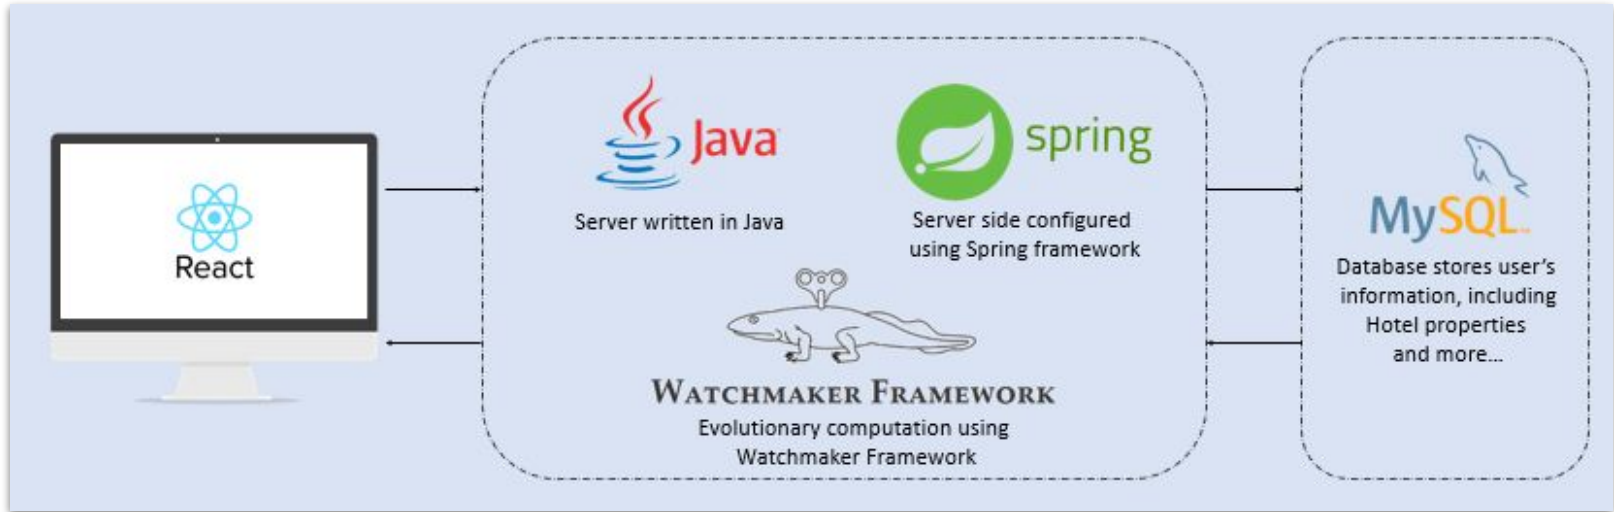 React
Java
Server written in Java
spring
Server side configured
using Spring framework
WATCHMAKER FRAMEWORK
Evolutionary computation using
Watchmaker Framework
MySQL™
Database stores user’s
information, including
Hotel properties
and more...